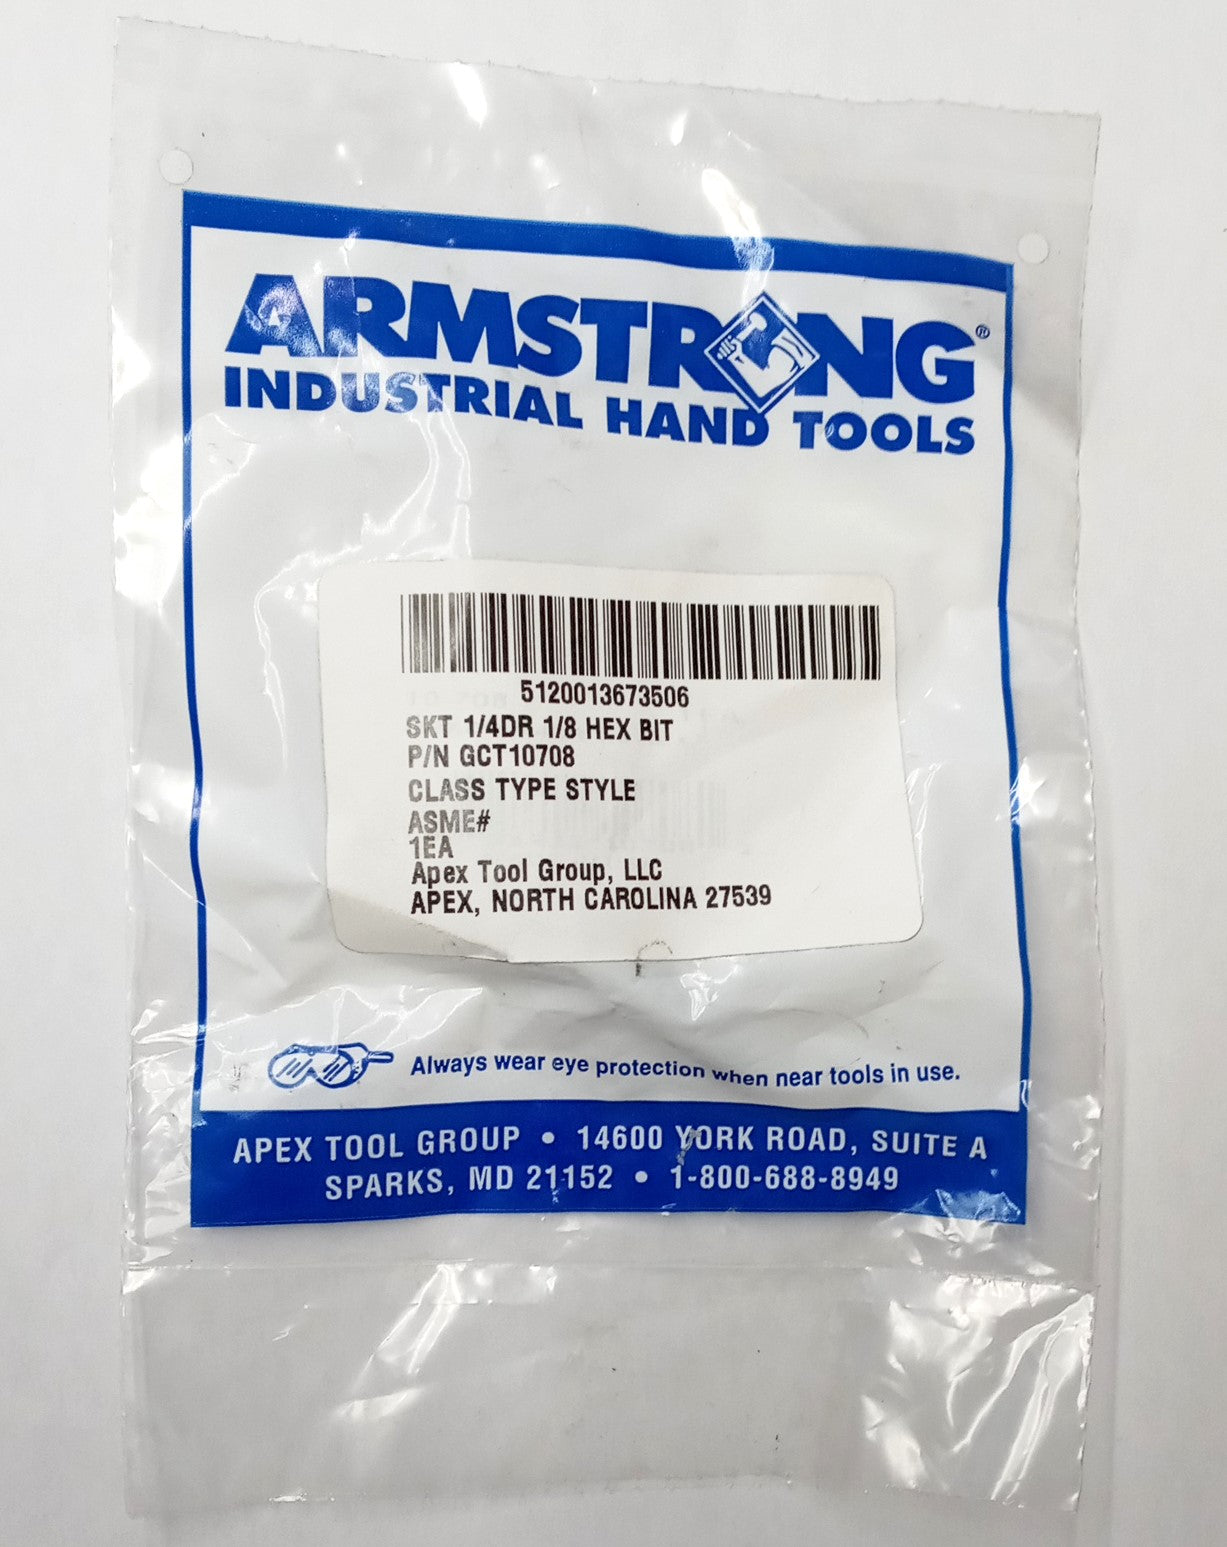 ARMSTRONG®
INDUSTRIAL HAND TOOLS
5120013673506
SKT 1/4DR 1/8 HEX BIT
P/N GCT10708
CLASS TYPE STYLE
ASME#
1EA
Apex Tool Group, LLC
APEX, NORTH CAROLINA 27539
Always wear eye protection when near tools in use.
APEX TOOL GROUP • 14600 YORK ROAD, SUITE A
SPARKS, MD 21152 • 1-800-688-8949